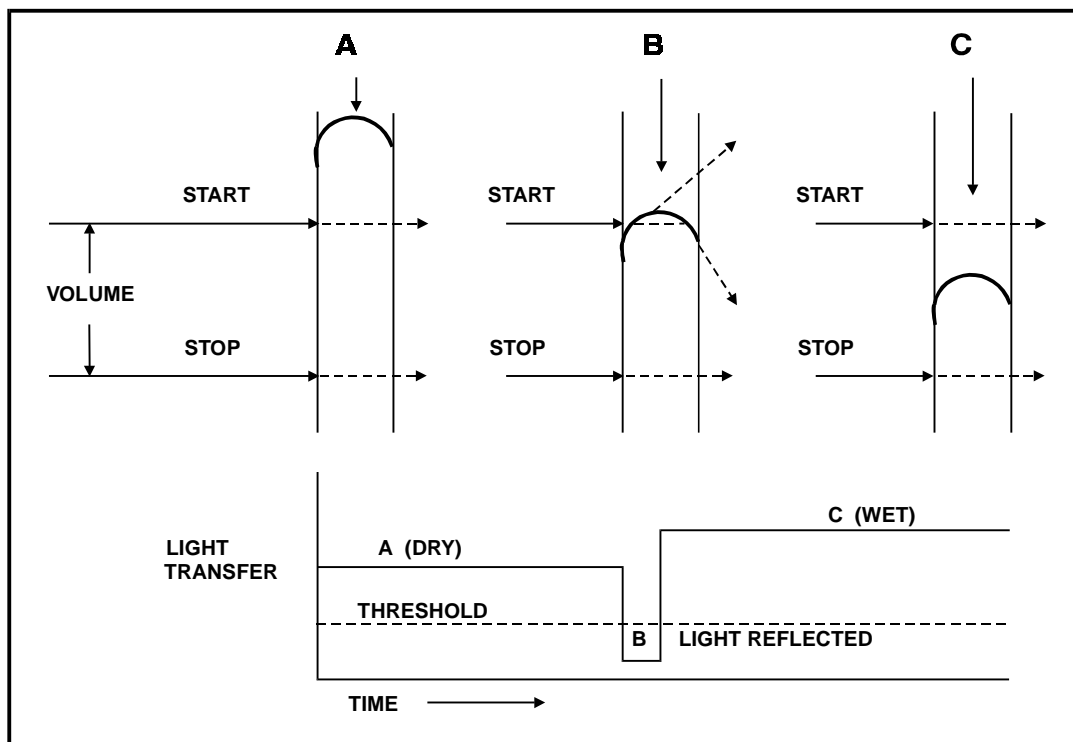 A
B
C
START
START
START
VOLUME
STOP
STOP
STOP
C (WET)
LIGHT
TRANSFER
A (DRY)
THRESHOLD
B
LIGHT REFLECTED
TIME